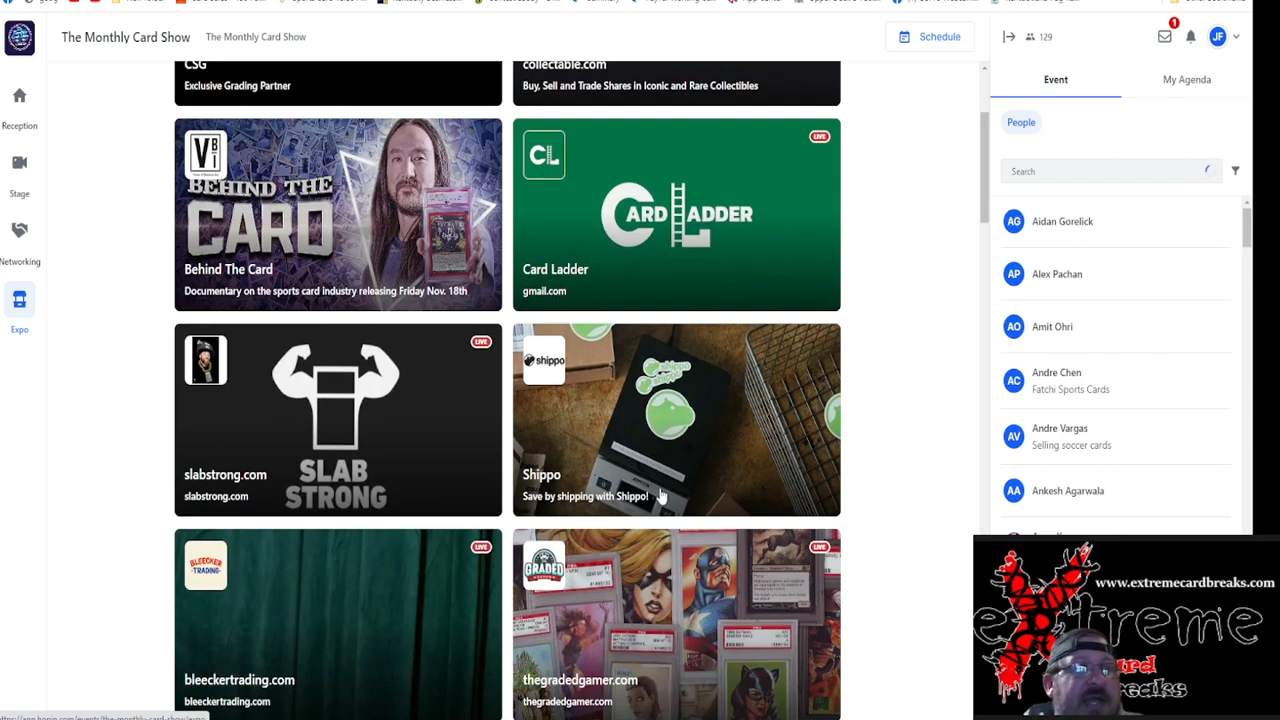 The Monthly Card Show
The Monthly Card Show
Schedule
129
1
JF
Reception
Stage
Networking
Expo
CSG
Exclusive Grading Partner
collectable.com
Buy, Sell and Trade Shares in Iconic and Rare Collectibles
VBI
BEHIND THE
CARD
Behind The Card
Documentary on the sports card industry releasing Friday Nov. 18th
LIVE
CL
CARD LADDER
Card Ladder
gmail.com
LIVE
SLAB
STRONG
slabstrong.com
slabstrong.com
shippo
shippo
shippo
Shippo
Save by shipping with Shippo!
LIVE
BLEECKER
TRADING
bleeckertrading.com
bleeckertrading.com
LIVE
GRADED
thegradedgamer.com
thegradedgamer.com
Event
My Agenda
People
Search
AG
Aidan Gorelick
AP
Alex Pachan
AO
Amit Ohri
AC
Andre Chen
Fatchi Sports Cards
AV
Andre Vargas
Selling soccer cards
AA
Ankesh Agarwala
www.extremecardbreaks.com
extreme